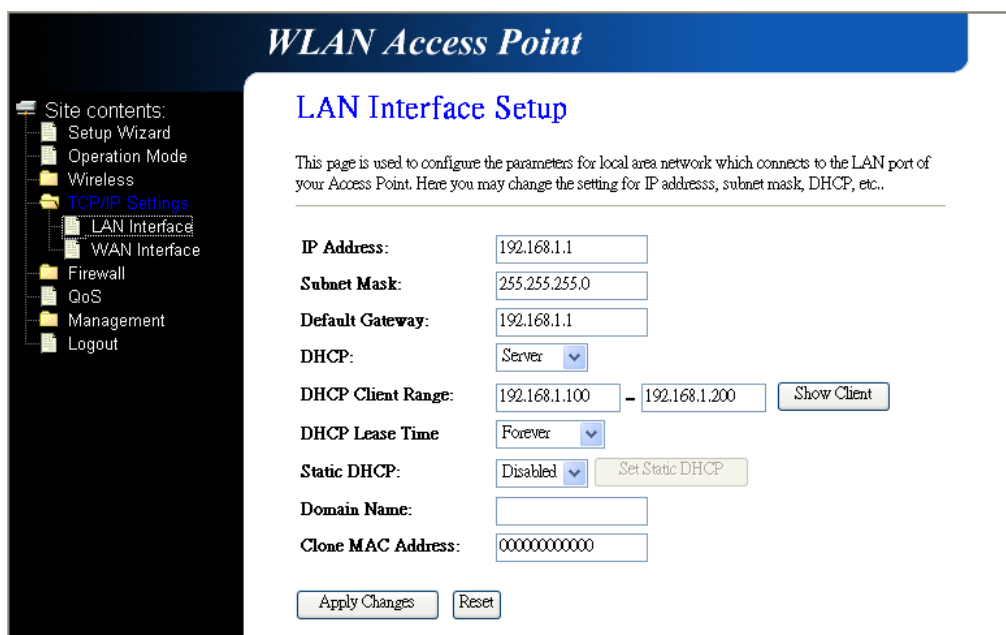 WLAN Access Point
Site contents:
Setup Wizard
Operation Mode
Wireless
TCP/IP Settings
LAN Interface
WAN Interface
Firewall
QoS
Management
Logout
LAN Interface Setup
This page is used to configure the parameters for local area network which connects to the LAN port of
your Access Point. Here you may change the setting for IP addresss, subnet mask, DHCP, etc..
IP Address: 192.168.1.1
Subnet Mask: 255.255.255.0
Default Gateway: 192.168.1.1
DHCP: Server
DHCP Client Range: 192.168.1.100 – 192.168.1.200 Show Client
DHCP Lease Time Forever
Static DHCP: Disabled Set Static DHCP
Domain Name:
Clone MAC Address: 000000000000
Apply Changes Reset